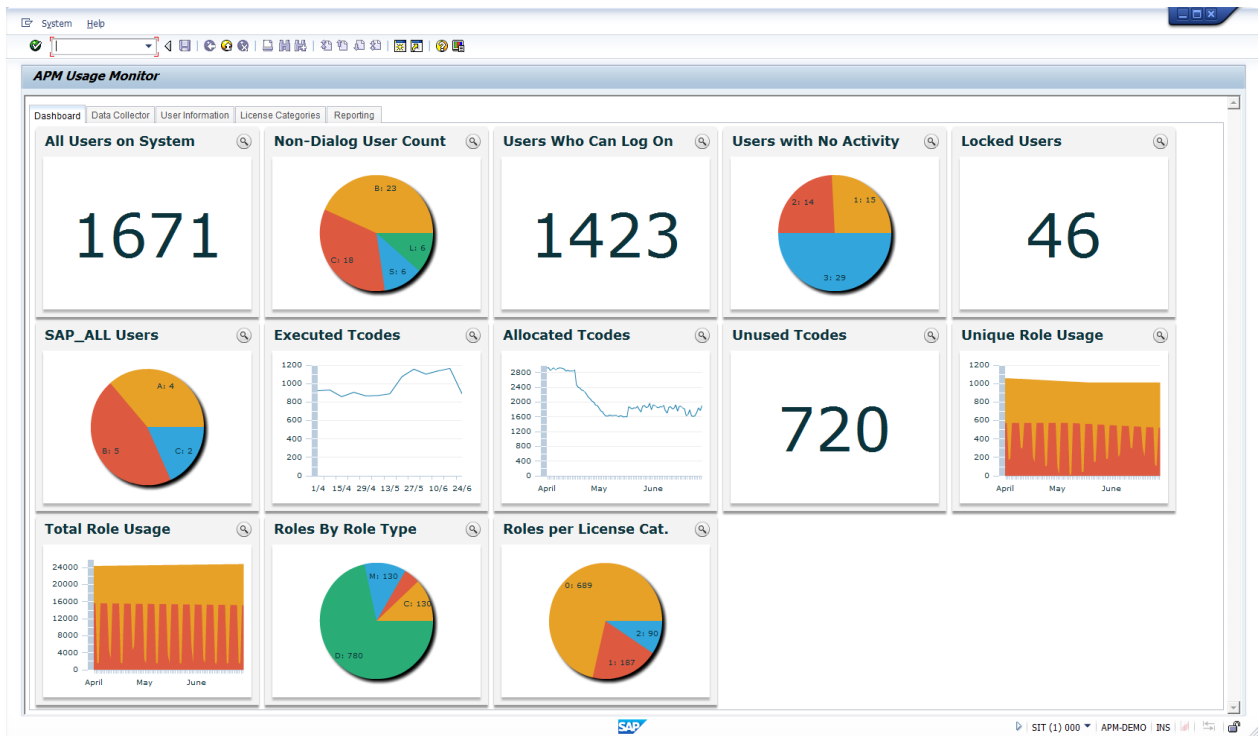 System Help
APM Usage Monitor
Dashboard Data Collector User Information License Categories Reporting
All Users on System
1671
Non-Dialog User Count
B: 23
C: 18
L: 6
S: 6
Users Who Can Log On
1423
Users with No Activity
2: 14
1: 15
3: 29
Locked Users
46
SAP_ALL Users
A: 4
B: 5
C: 2
Executed Tcodes
1200
1000
800
600
400
200
0
1/4 15/4 29/4 13/5 27/5 10/6 24/6
Allocated Tcodes
2800
2400
2000
1600
1200
800
400
0
April May June
Unused Tcodes
720
Unique Role Usage
1200
1000
800
600
400
200
0
April May June
Total Role Usage
24000
20000
16000
12000
8000
4000
0
April May June
Roles By Role Type
M: 130
C: 130
D: 780
Roles per License Cat.
0: 689
2: 90
1: 187
SAP
SIT (1) 000 APM-DEMO INS